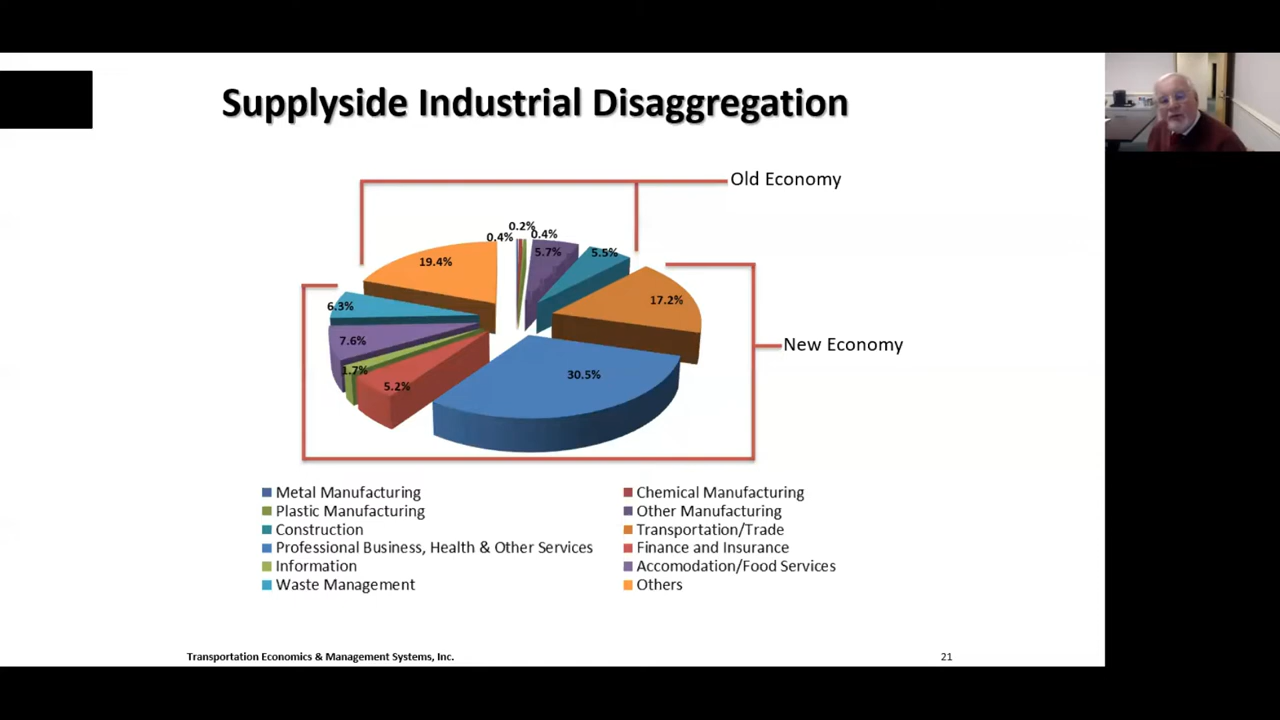 Supplyside Industrial Disaggregation
Old Economy
0.2%
0.4%
0.4%
5.7%
5.5%
19.4%
17.2%
6.3%
7.6%
1.7%
5.2%
30.5%
New Economy
Metal Manufacturing
Chemical Manufacturing
Plastic Manufacturing
Other Manufacturing
Construction
Transportation/Trade
Professional Business, Health & Other Services
Finance and Insurance
Information
Accomodation/Food Services
Waste Management
Others
Transportation Economics & Management Systems, Inc.
21